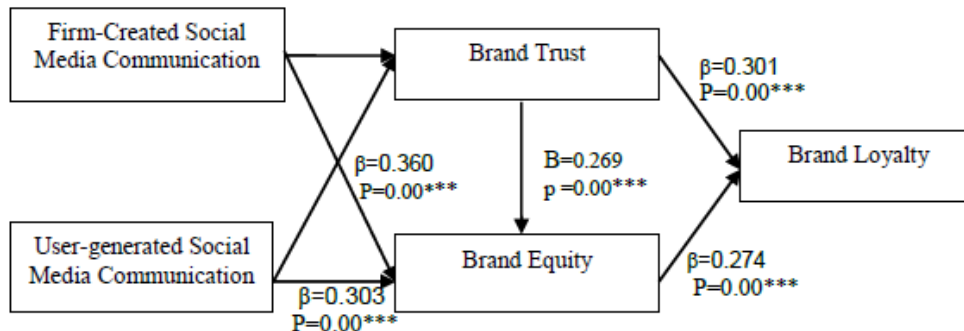 Firm-Created Social
Media Communication
Brand Trust
β=0.301
P=0.00***
Brand Loyalty
β=0.360
P=0.00***
B=0.269
p =0.00***
User-generated Social
Media Communication
Brand Equity
β=0.274
P=0.00***
β=0.303
P=0.00***